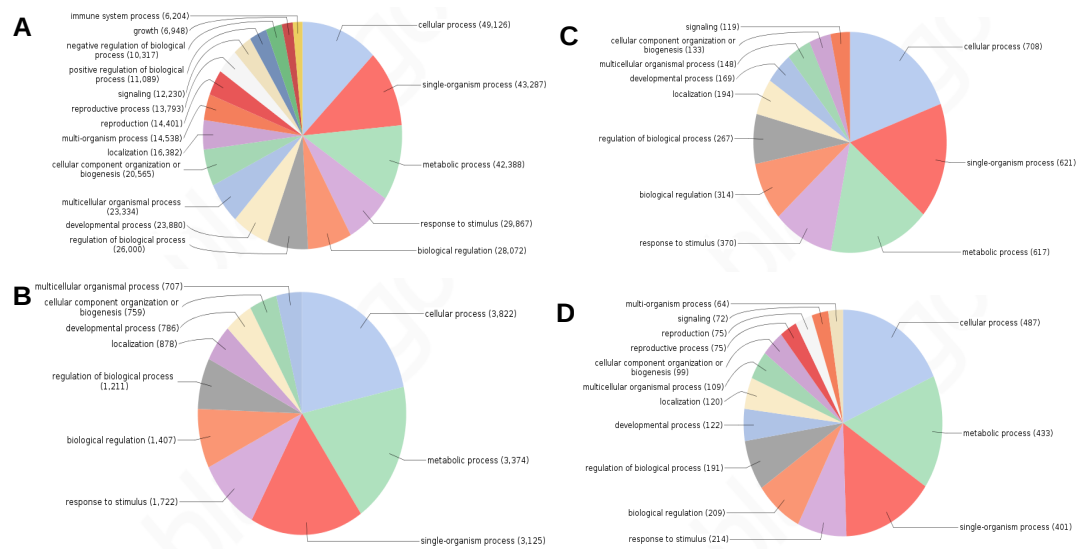 A
immune system process (6,204)
growth (6,948)
negative regulation of biological
process (10,317)
positive regulation of biological
process (11,089)
signaling (12,230)
reproductive process (13,793)
reproduction (14,401)
multi-organism process (14,538)
localization (16,382)
cellular component organization or
biogenesis (20,565)
multicellular organismal process
(23,334)
developmental process (23,880)
regulation of biological process
(26,000)
cellular process (49,126)
single-organism process (43,287)
metabolic process (42,388)
response to stimulus (29,867)
biological regulation (28,072)
B
multicellular organismal process (707)
cellular component organization or
biogenesis (759)
developmental process (786)
localization (878)
regulation of biological process
(1,211)
biological regulation (1,407)
response to stimulus (1,722)
cellular process (3,822)
metabolic process (3,374)
single-organism process (3,125)
C
signaling (119)
cellular component organization or
biogenesis (133)
multicellular organismal process (148)
developmental process (169)
localization (194)
regulation of biological process (267)
biological regulation (314)
response to stimulus (370)
cellular process (708)
single-organism process (621)
metabolic process (617)
D
multi-organism process (64)
signaling (72)
reproduction (75)
reproductive process (75)
cellular component organization or
biogenesis (99)
multicellular organismal process (109)
localization (120)
developmental process (122)
regulation of biological process (191)
biological regulation (209)
response to stimulus (214)
cellular process (487)
metabolic process (433)
single-organism process (401)